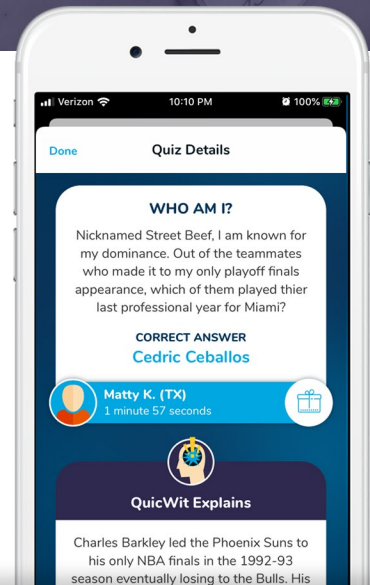 Verizon 10:10 PM 100%
Done Quiz Details
WHO AM I?
Nicknamed Street Beef, I am known for
my dominance. Out of the teammates
who made it to my only playoff finals
appearance, which of them played thier
last professional year for Miami?
CORRECT ANSWER
Cedric Ceballos
Matty K. (TX)
1 minute 57 seconds
QuicWit Explains
Charles Barkley led the Phoenix Suns to
his only NBA finals in the 1992-93
season eventually losing to the Bulls. His